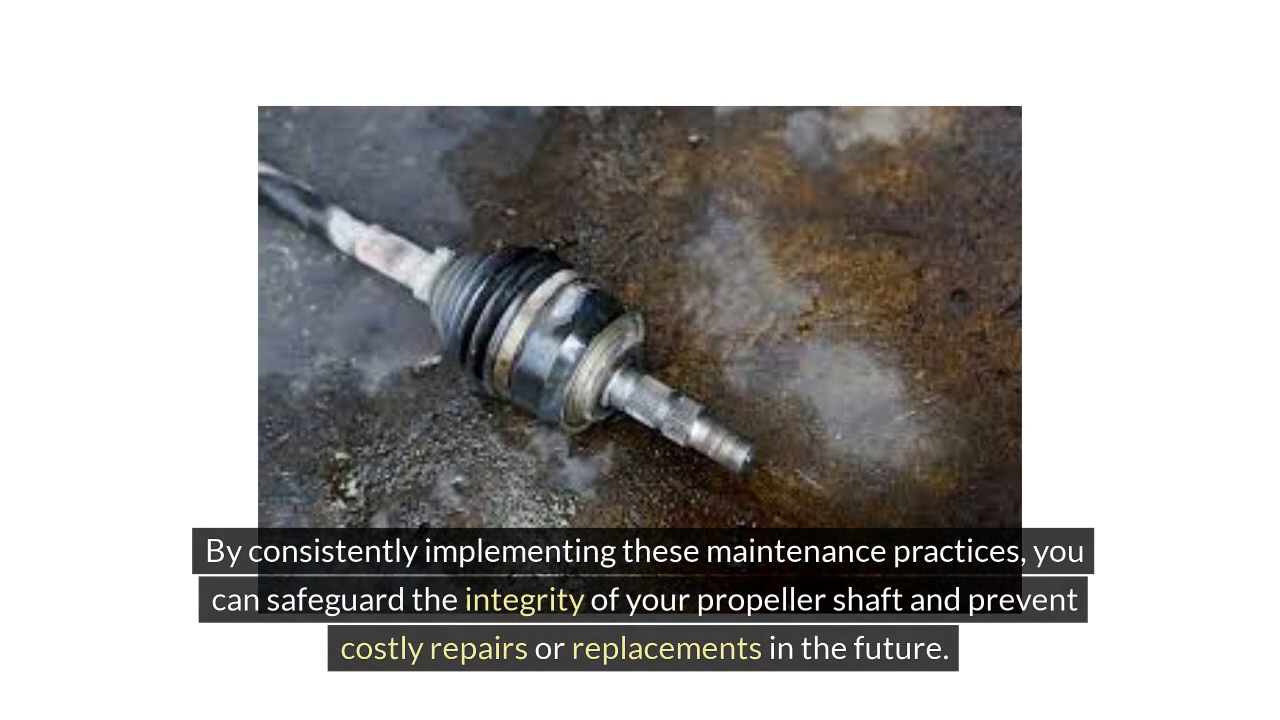 By consistently implementing these maintenance practices, you
can safeguard the integrity of your propeller shaft and prevent
costly repairs or replacements in the future.